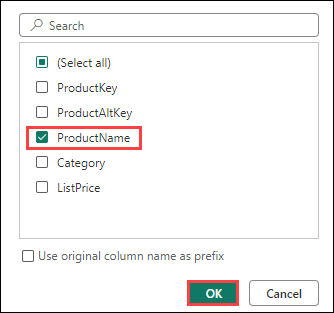 Search
(Select all)
ProductKey
ProductAltKey
ProductName
Category
ListPrice
Use original column name as prefix
OK Cancel